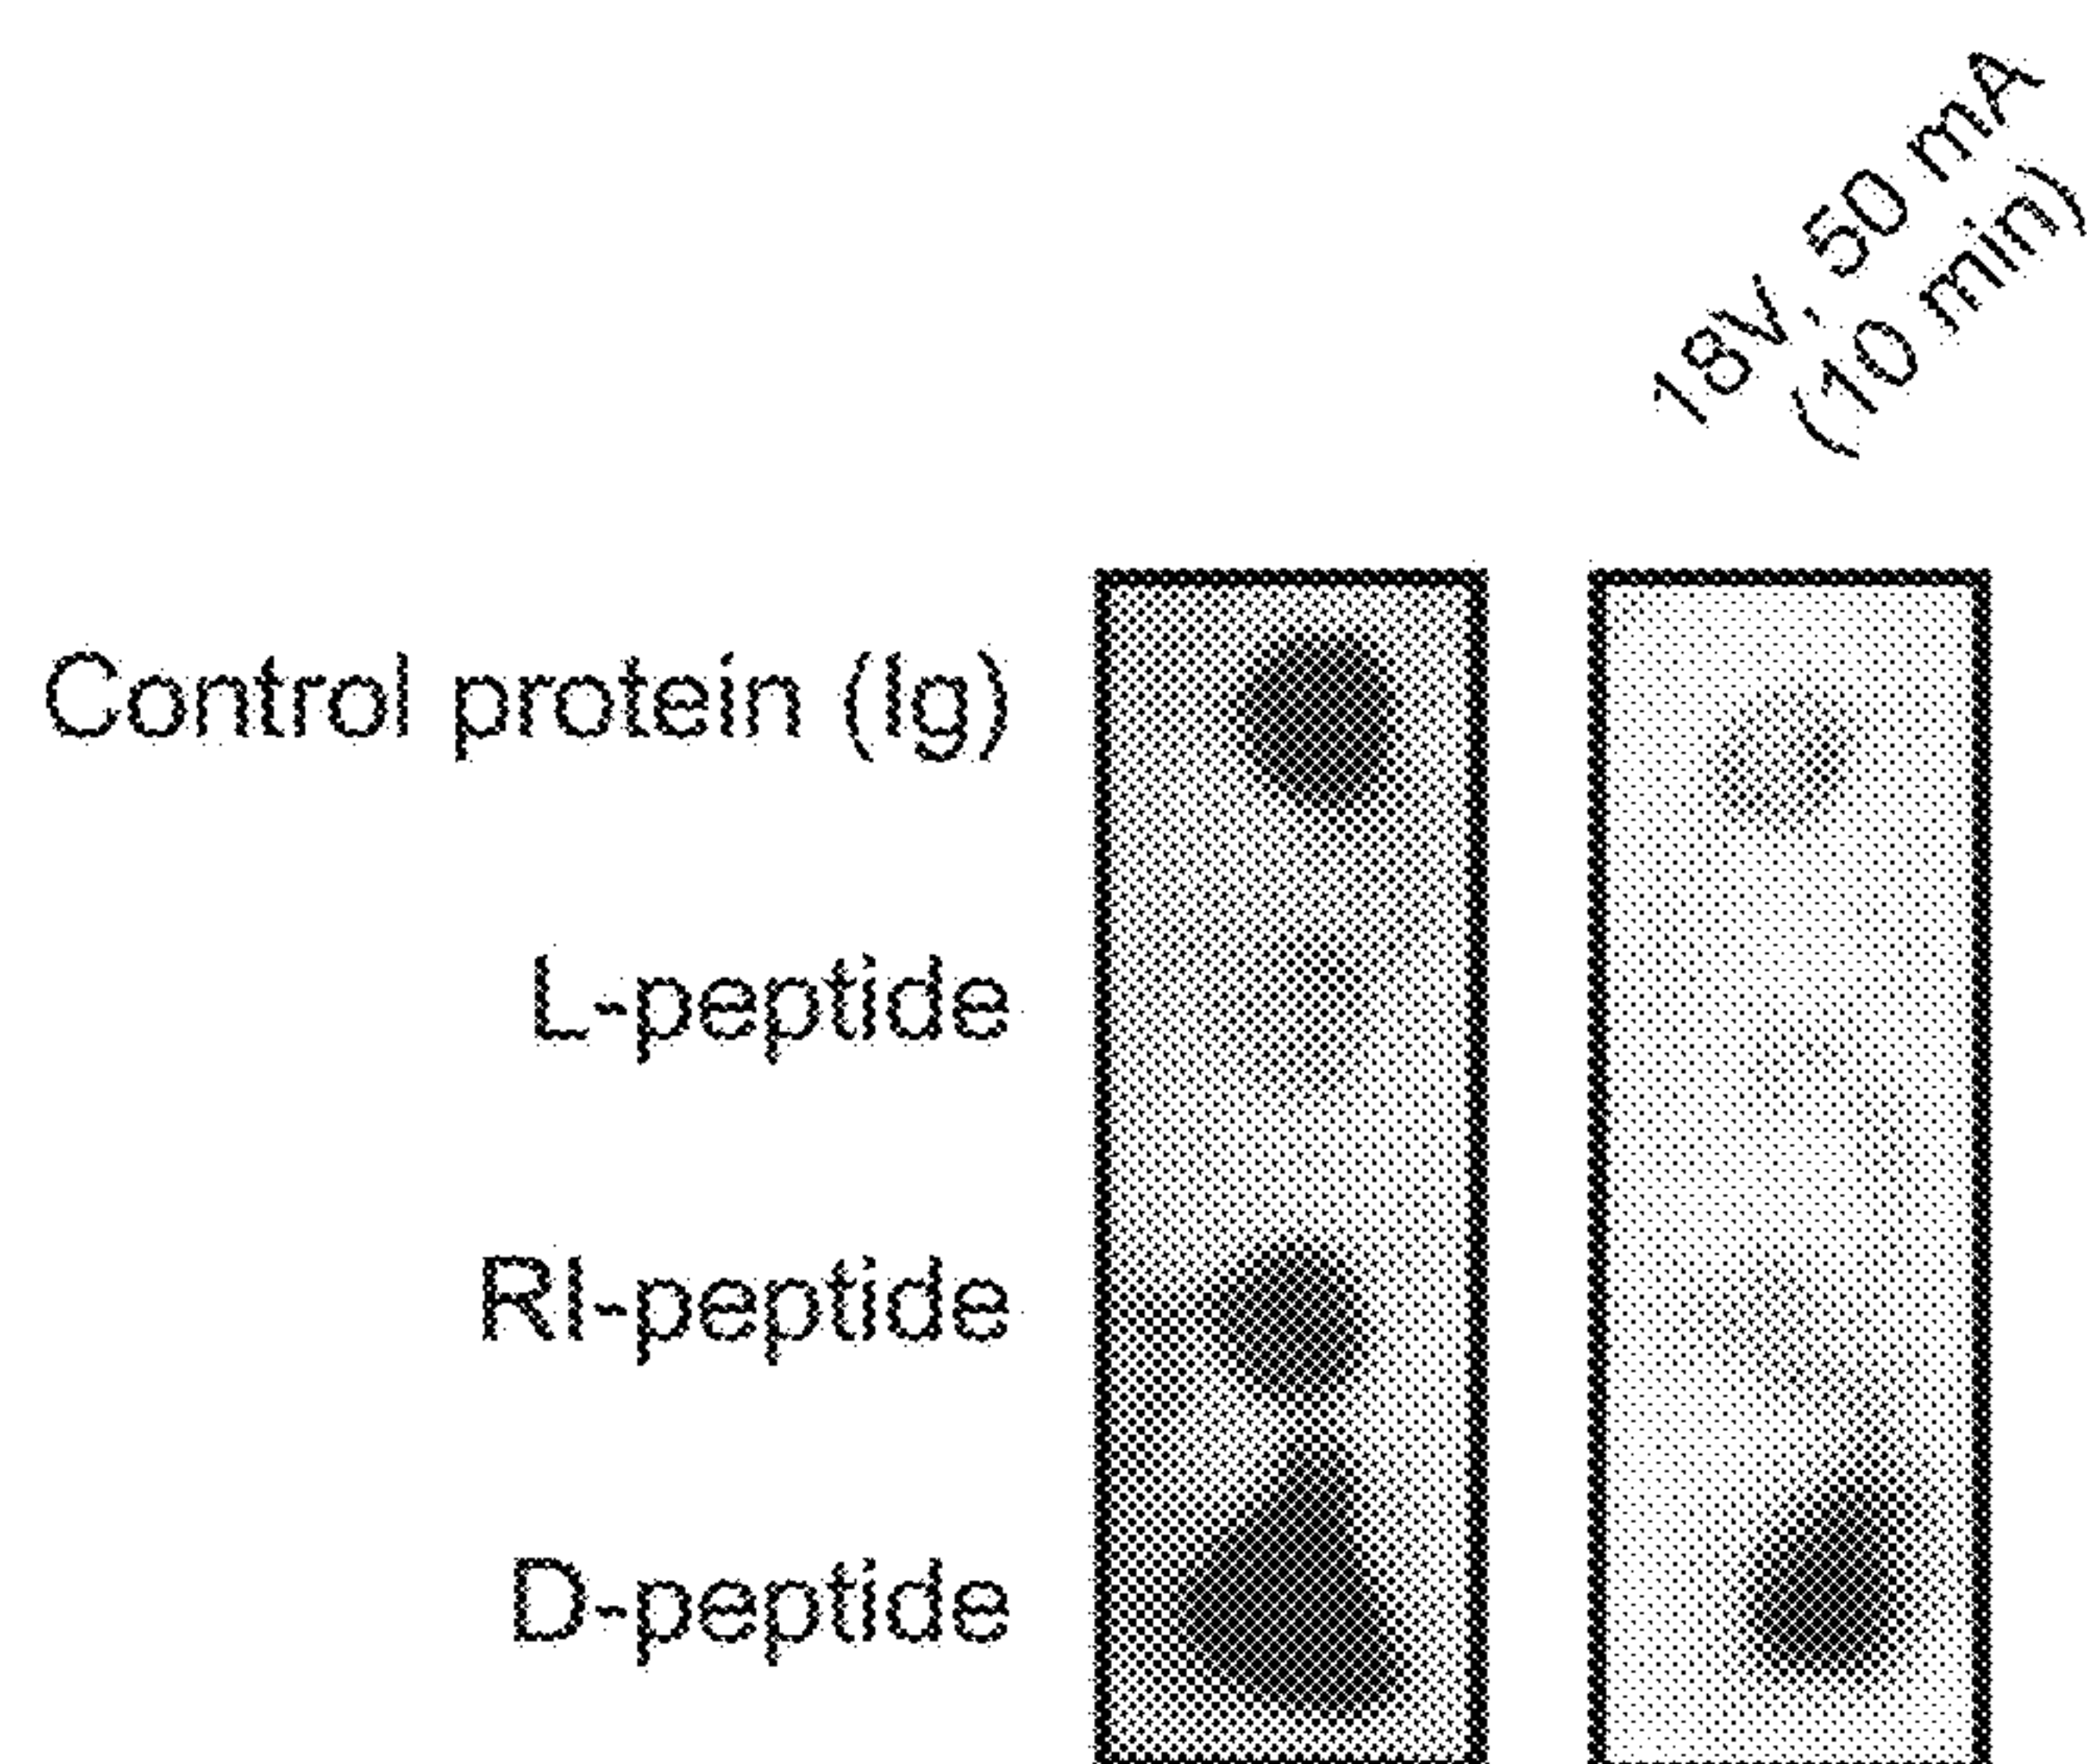 18V, 50 mA
(10 min)
Control protein (Ig)
L-peptide
RI-peptide
D-peptide